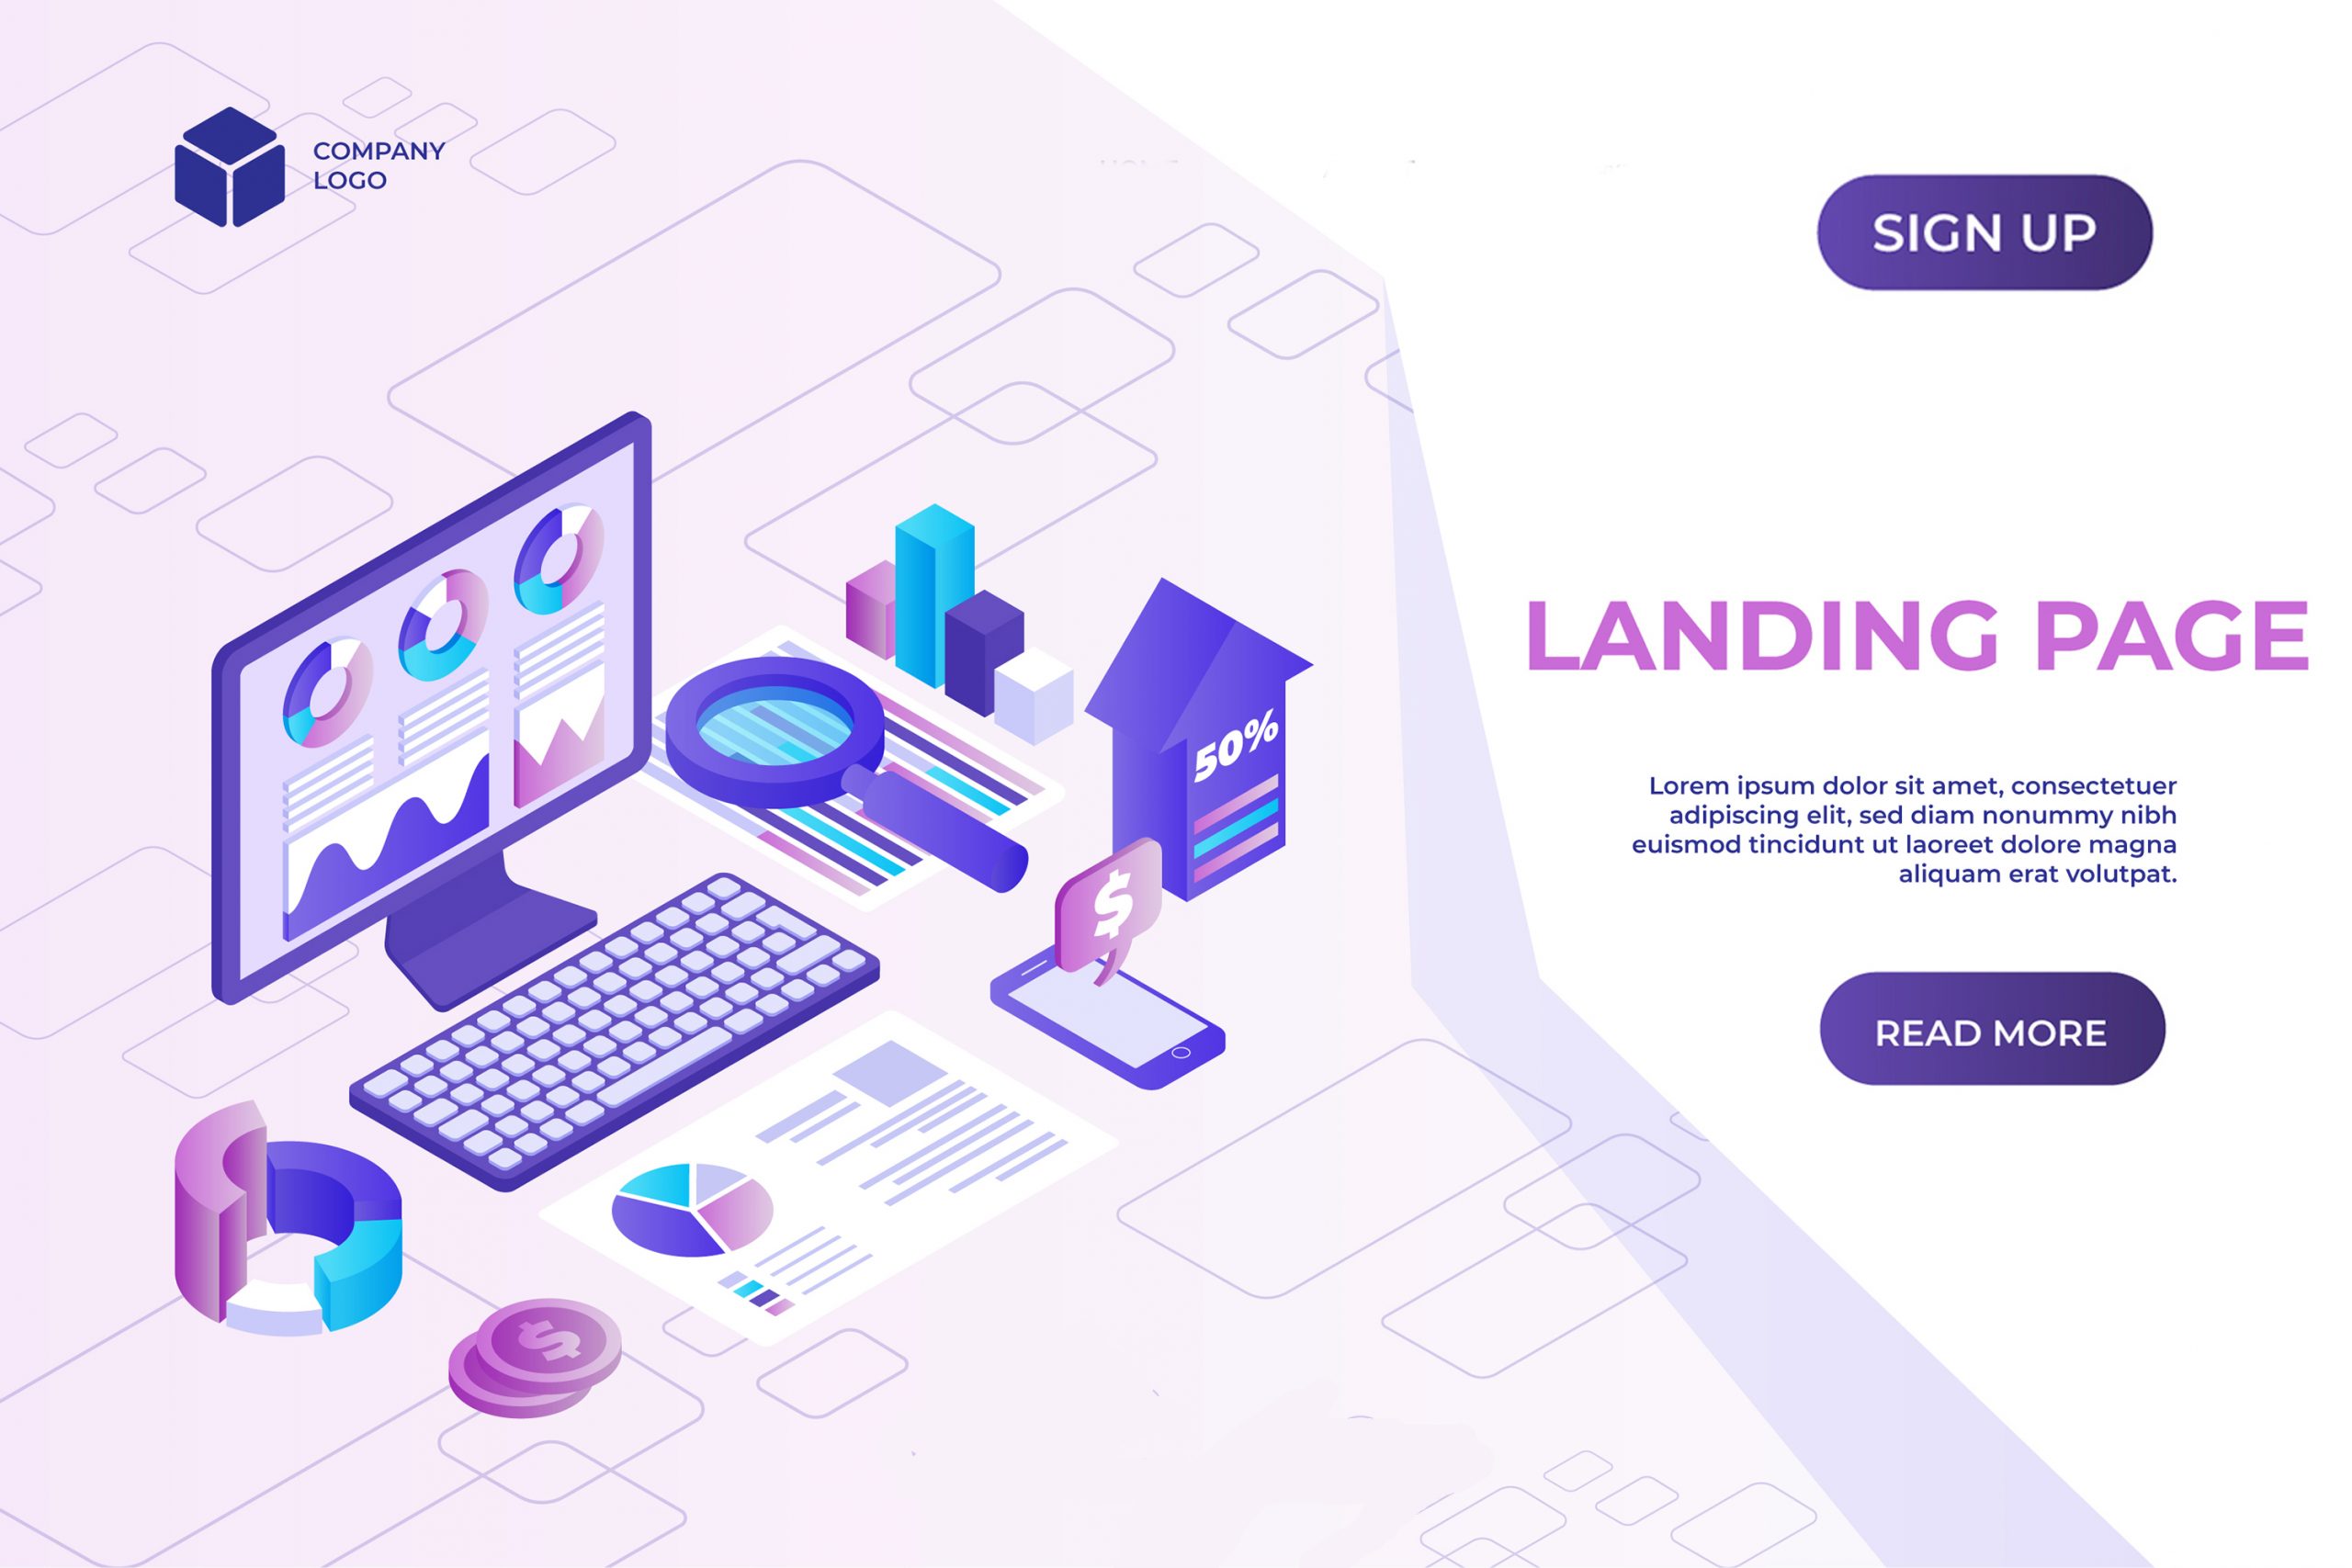 COMPANY
LOGO
SIGN UP
50%
$
$
LANDING PAGE
Lorem ipsum dolor sit amet, consectetuer
adipiscing elit, sed diam nonummy nibh
euismod tincidunt ut laoreet dolore magna
aliquam erat volutpat.
READ MORE